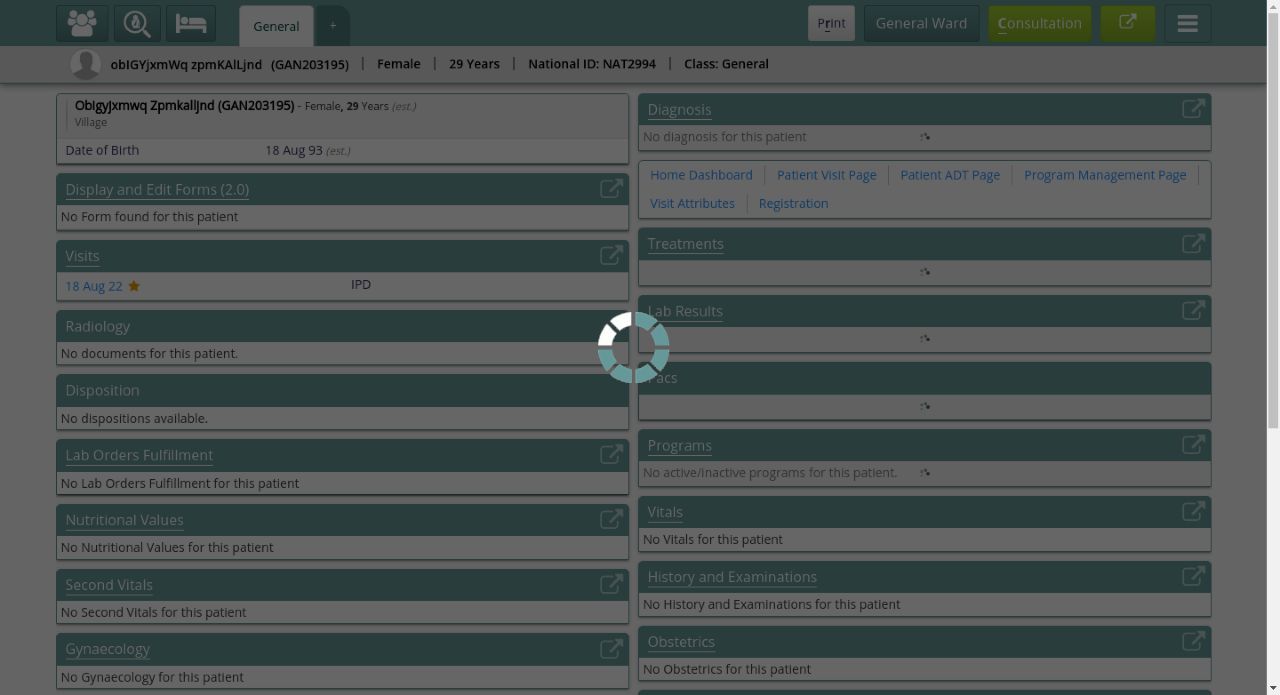 General
+
Print
General Ward
Consultation
obIGYjxmWq zpmKAlLjnd (GAN203195) | Female | 29 Years | National ID: NAT2994 | Class: General
Obigyjxmwq Zpmkalljnd (GAN203195) - Female, 29 Years (est.)
Village
Date of Birth 18 Aug 93 (est.)
Display and Edit Forms (2.0)
No Form found for this patient
Visits
18 Aug 22 IPD
Radiology
No documents for this patient.
Disposition
No dispositions available.
Lab Orders Fulfillment
No Lab Orders Fulfillment for this patient
Nutritional Values
No Nutritional Values for this patient
Second Vitals
No Second Vitals for this patient
Gynaecology
No Gynaecology for this patient
Diagnosis
No diagnosis for this patient
Home Dashboard | Patient Visit Page | Patient ADT Page | Program Management Page |
Visit Attributes | Registration
Treatments
Lab Results
Pacs
Programs
No active/inactive programs for this patient.
Vitals
No Vitals for this patient
History and Examinations
No History and Examinations for this patient
Obstetrics
No Obstetrics for this patient